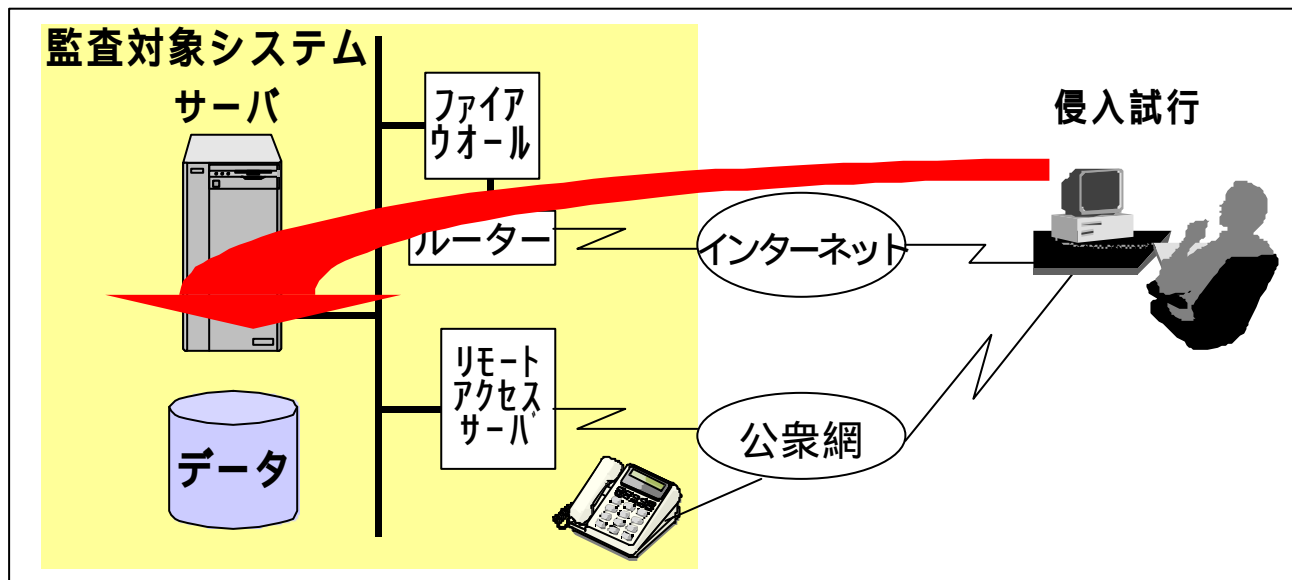 監査対象システム
サーバ
ファイア
ウオール
侵入試行
ルーター
インターネット
リモート
アクセス
サーバ
公衆網
データ